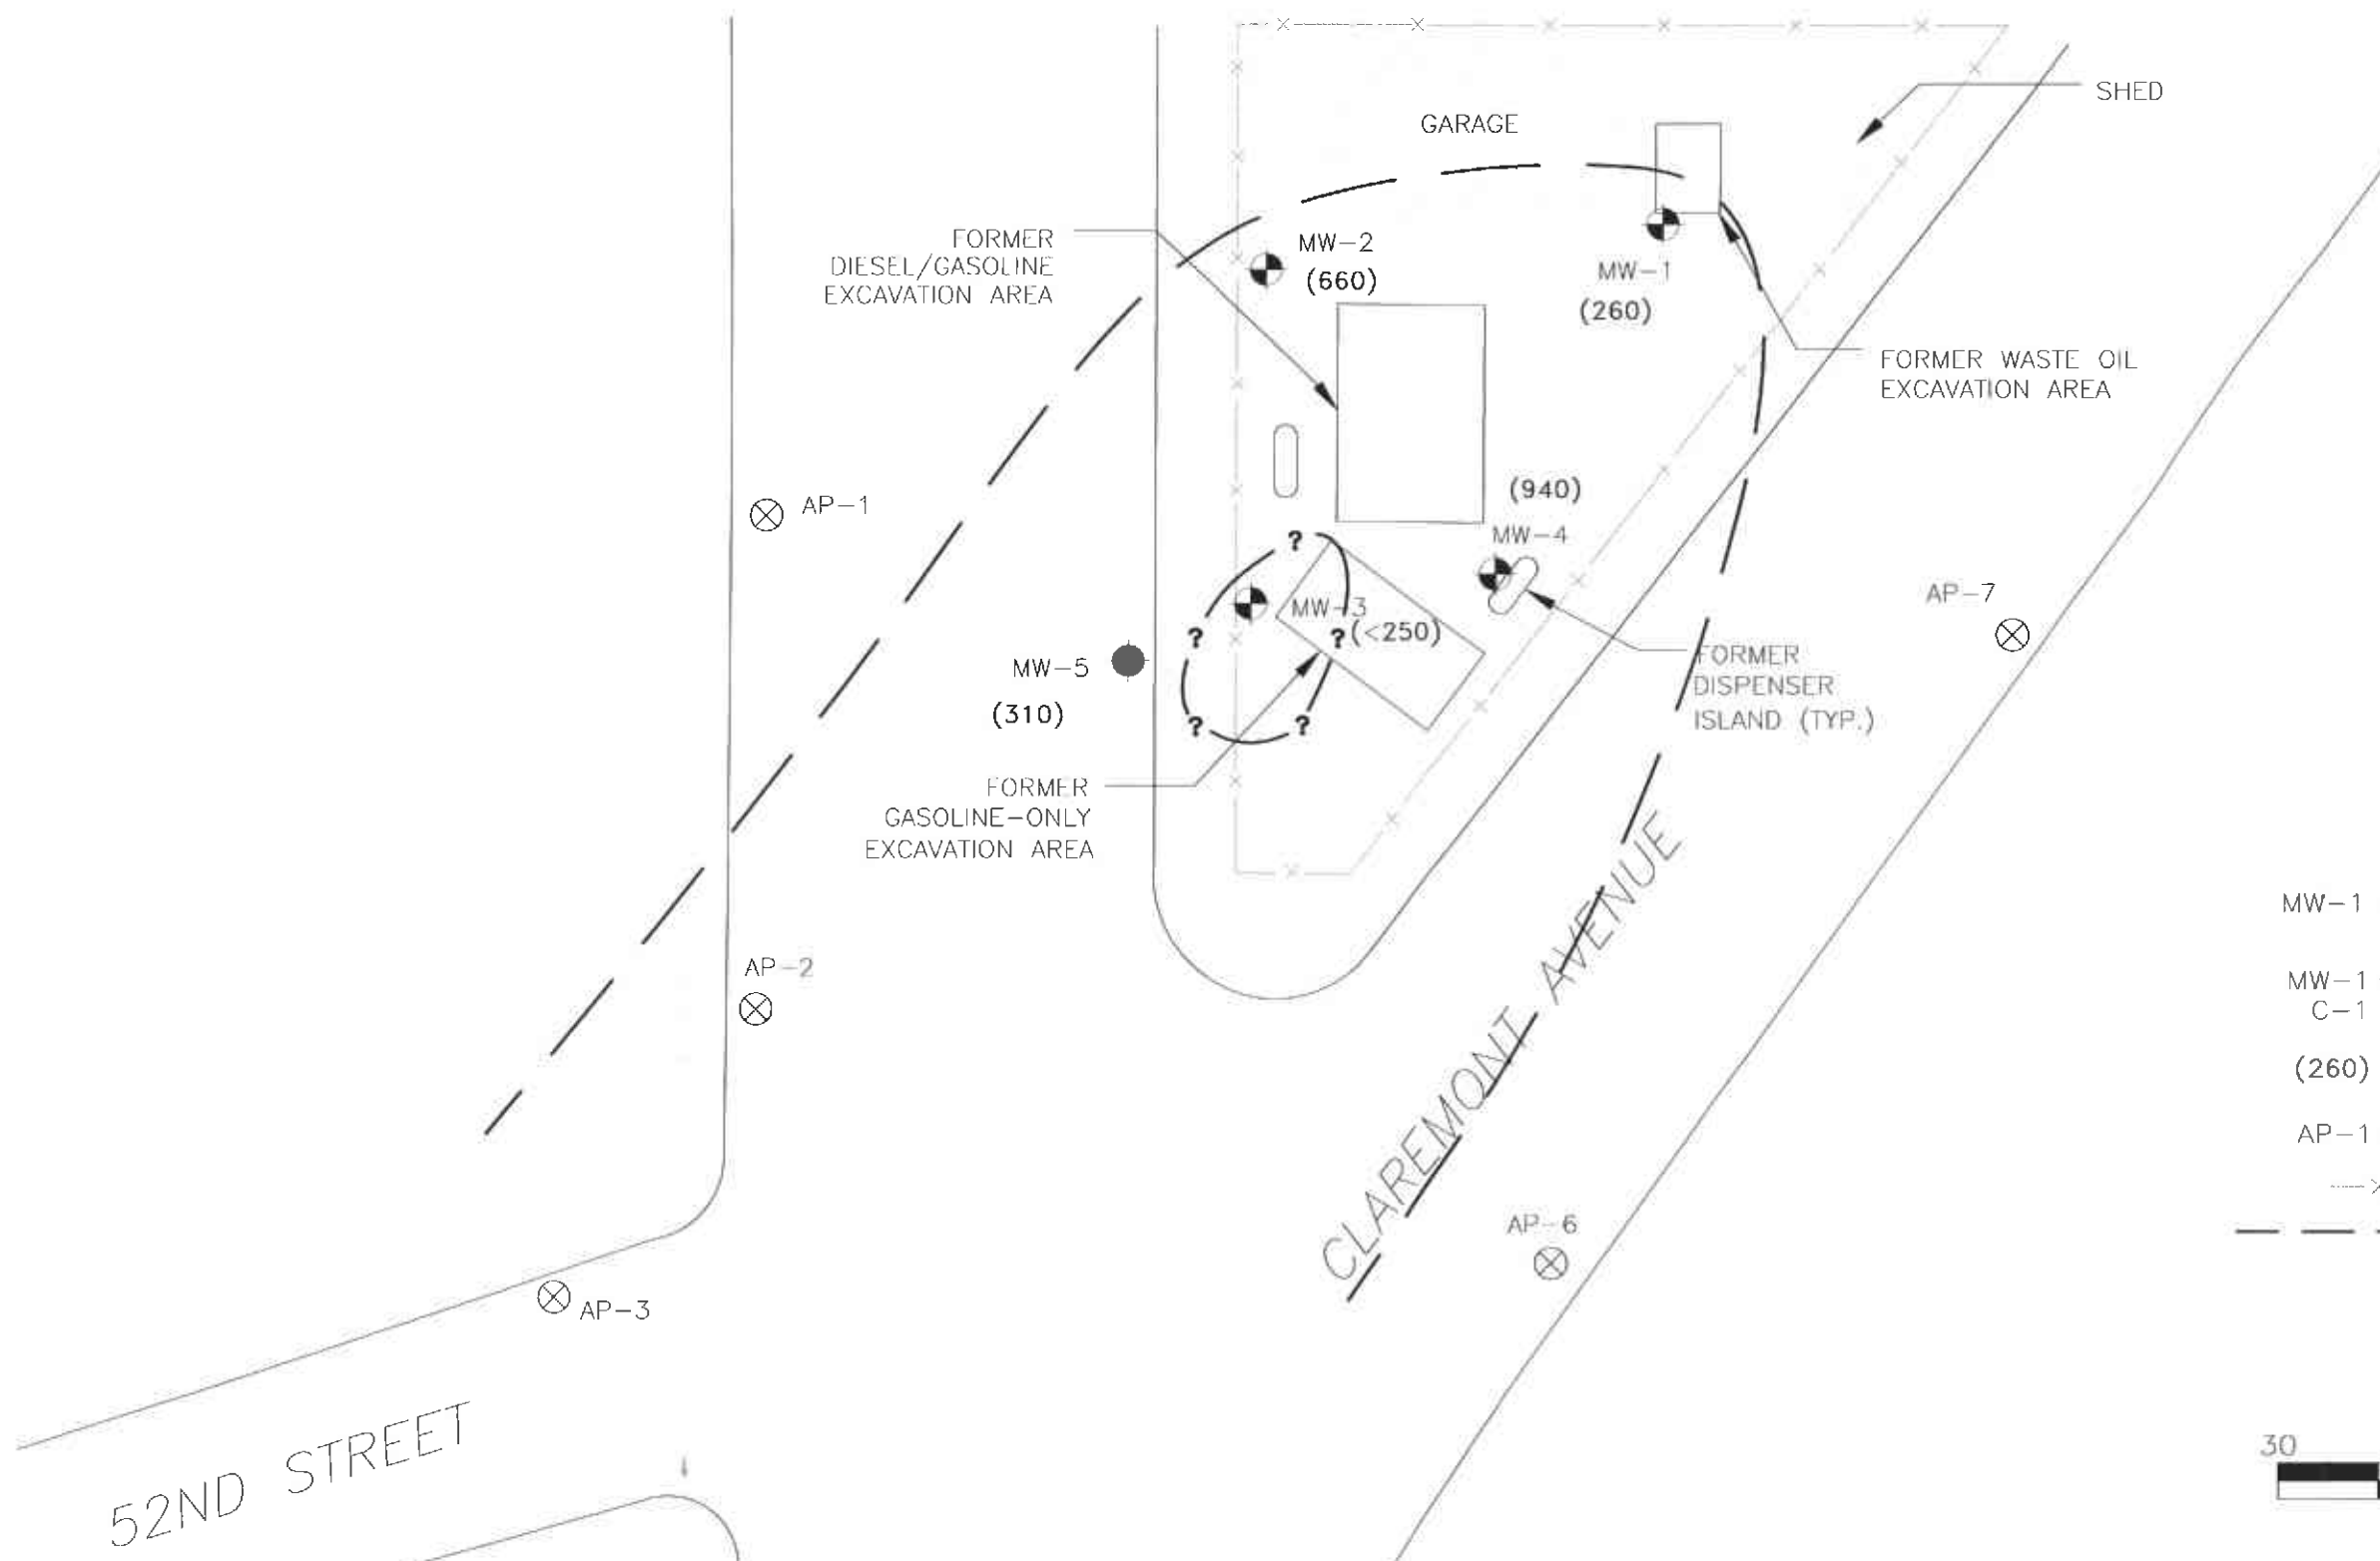 SHED
GARAGE
FORMER
DIESEL/GASOLINE
EXCAVATION AREA
MW-2
(660)
MW-1
(260)
FORMER WASTE OIL
EXCAVATION AREA
AP-1
(940)
MW-4
?
MW-3
?
?(<250)
AP-7
MW-5
(310)
FORMER
DISPENSER
ISLAND (TYP.)
?
?
FORMER
GASOLINE-ONLY
EXCAVATION AREA
CLAREMONT AVENUE
MW-1
AP-2
MW-1
C-1
(260)
AP-1
AP-6
AP-3
52ND STREET
30